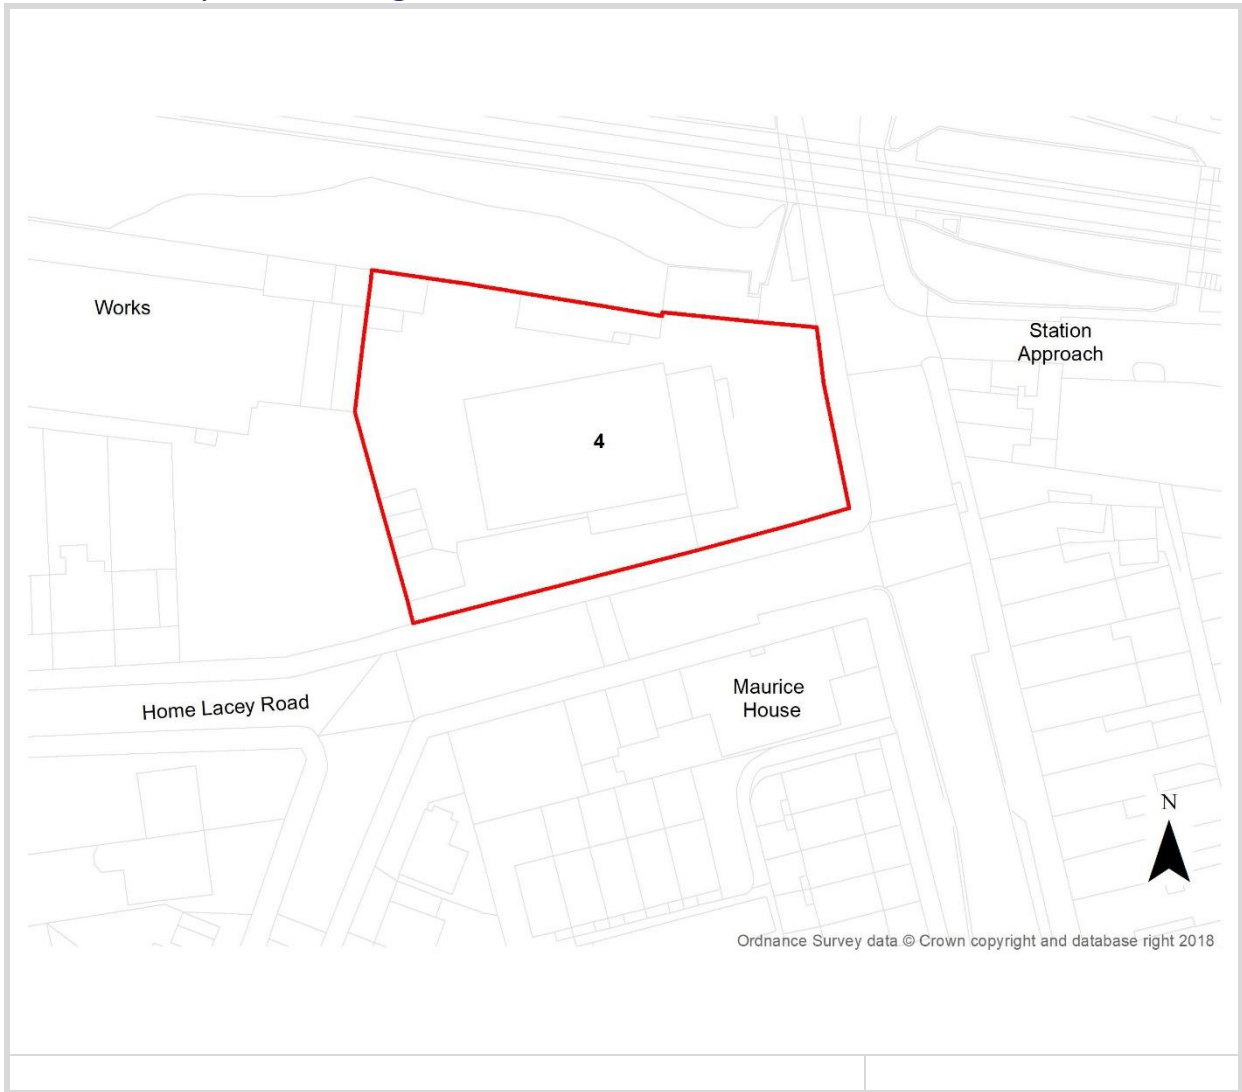 Works
Station
Approach
4
Maurice
House
Home Lacey Road
N
Ordnance Survey data © Crown copyright and database right 2018